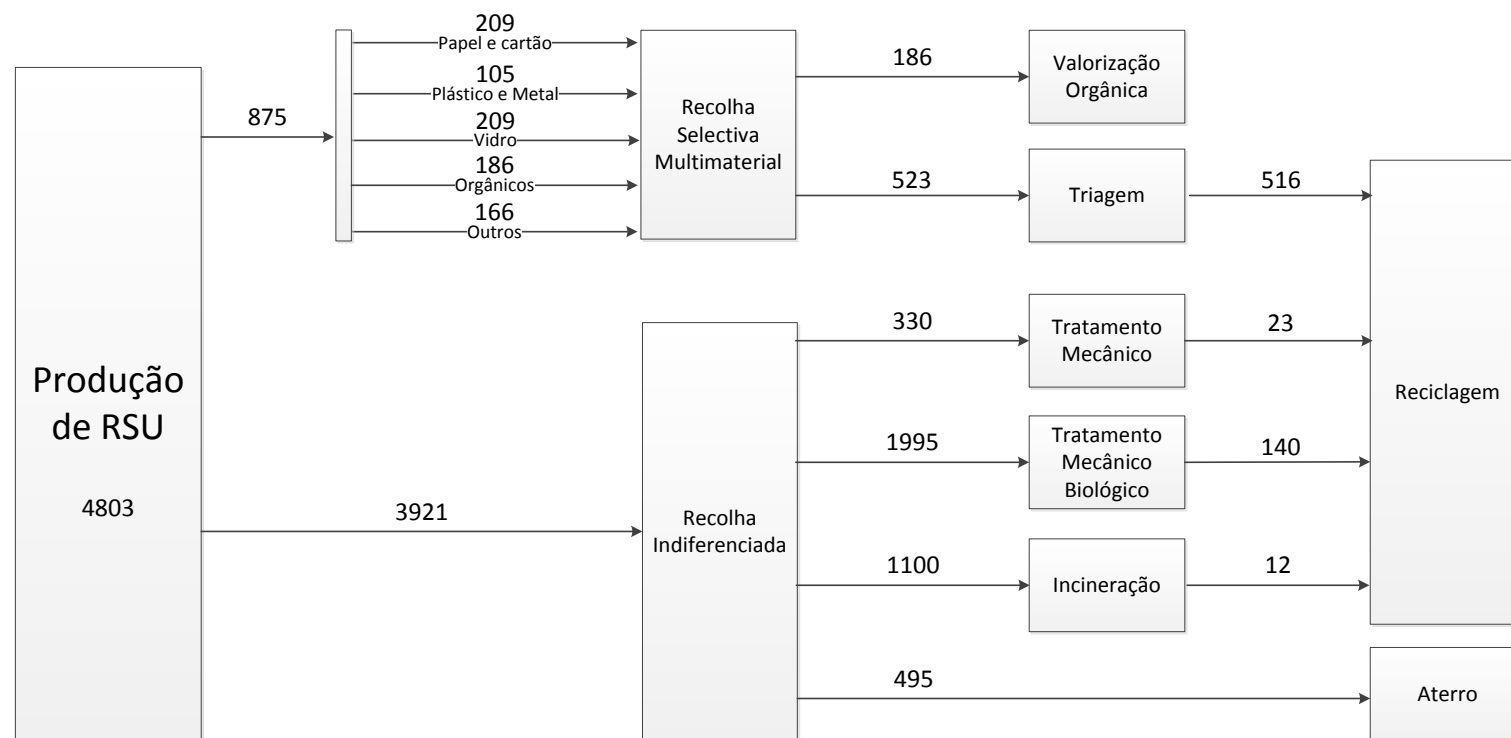 Produção
de RSU
4803
875
209
Papel e cartão
105
Plástico e Metal
209
Vidro
186
Orgânicos
166
Outros
Recolha
Selectiva
Multimaterial
186
Valorização
Orgânica
523
Triagem
516
3921
Recolha
Indiferenciada
330
Tratamento
Mecânico
23
1995
Tratamento
Mecânico
Biológico
140
1100
Incineração
12
Reciclagem
495
Aterro